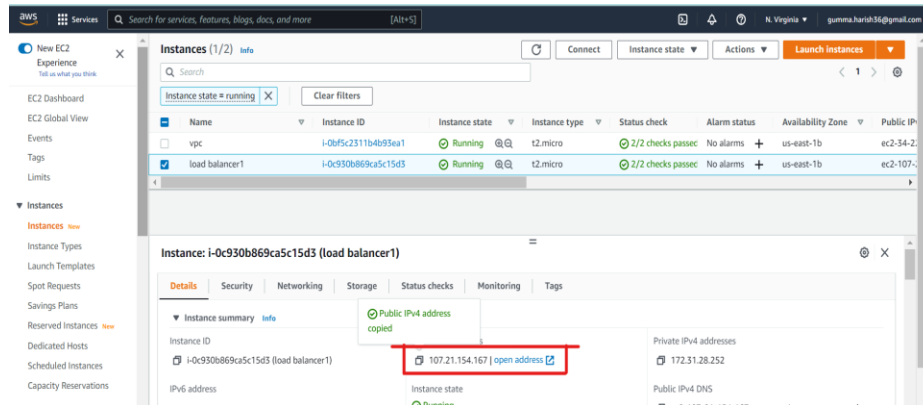 aws Services Search for services, features, blogs, docs, and more [Alt+S] N. Virginia ▼ gumma.harish36@gmail.com
New EC2
Experience
Tell us what you think
EC2 Dashboard
EC2 Global View
Events
Tags
Limits
▼ Instances
Instances New
Instance Types
Launch Templates
Spot Requests
Savings Plans
Reserved Instances New
Dedicated Hosts
Scheduled Instances
Capacity Reservations
Instances (1/2) Info Connect Instance state ▼ Actions ▼ Launch instances ▼
Search < 1 >
Instance state = running X Clear filters
Name Instance ID Instance state Instance type Status check Alarm status Availability Zone Public IP
vpc i-0bf5c2311b4b93ea1 Running t2.micro 2/2 checks passed No alarms + us-east-1b ec2-34-2
load balancer1 i-0c930b869ca5c15d3 Running t2.micro 2/2 checks passed No alarms + us-east-1b ec2-107-
Instance: i-0c930b869ca5c15d3 (load balancer1)
Details Security Networking Storage Status checks Monitoring Tags
▼ Instance summary Info
Public IPv4 address
copied
Instance ID Private IPv4 addresses
i-0c930b869ca5c15d3 (load balancer1) 107.21.154.167 | open address 172.31.28.252
IPv6 address Instance state Public IPv4 DNS
Running